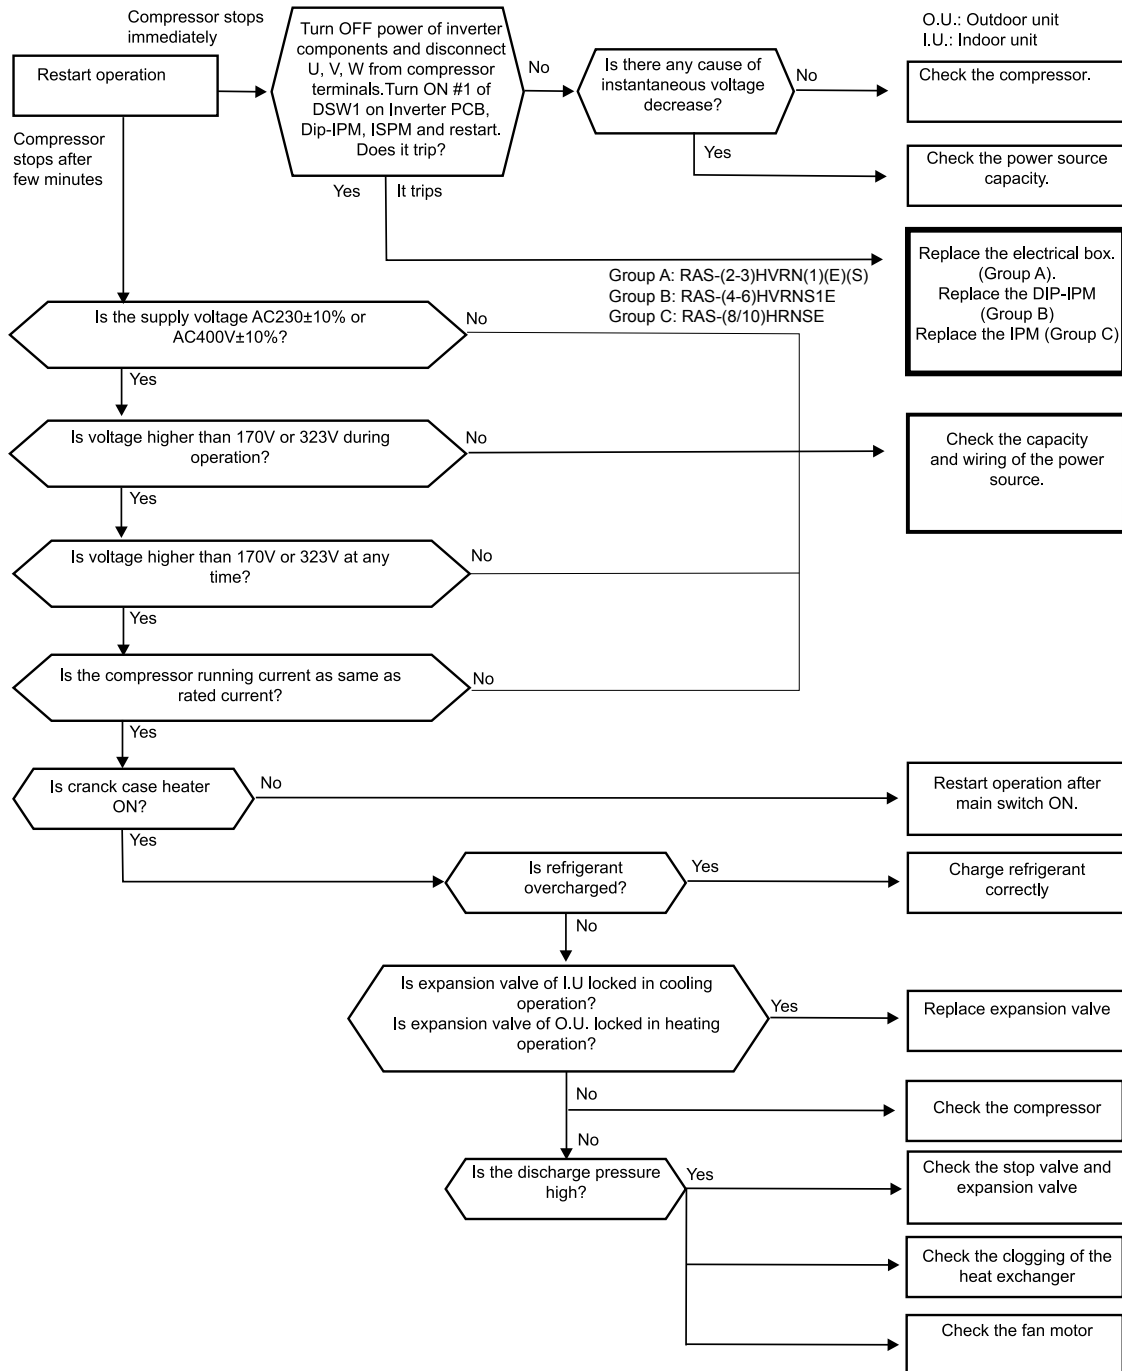 Compressor stops
immediately
Turn OFF power of inverter
components and disconnect
U, V, W from compressor
terminals.Turn ON #1 of
DSW1 on Inverter PCB,
Dip-IPM, ISPM and restart.
Does it trip?
O.U.: Outdoor unit
I.U.: Indoor unit
Restart operation
No
Is there any cause of
instantaneous voltage
decrease?
No
Check the compressor.
Compressor
stops after
few minutes
Yes
Check the power source
capacity.
Yes
It trips
Replace the electrical box.
(Group A).
Replace the DIP-IPM
(Group B)
Replace the IPM (Group C)
Group A: RAS-(2-3)HVRN(1)(E)(S)
Group B: RAS-(4-6)HVRNS1E
Group C: RAS-(8/10)HRNSE
Is the supply voltage AC230±10% or
AC400V±10%?
No
Yes
Is voltage higher than 170V or 323V during
operation?
No
Check the capacity
and wiring of the power
source.
Yes
Is voltage higher than 170V or 323V at any
time?
No
Yes
Is the compressor running current as same as
rated current?
No
Yes
Is cranck case heater
ON?
No
Restart operation after
main switch ON.
Yes
Is refrigerant
overcharged?
Yes
Charge refrigerant
correctly
No
Is expansion valve of I.U locked in cooling
operation?
Is expansion valve of O.U. locked in heating
operation?
Yes
Replace expansion valve
No
Check the compressor
No
Is the discharge pressure
high?
Yes
Check the stop valve and
expansion valve
Check the clogging of the
heat exchanger
Check the fan motor